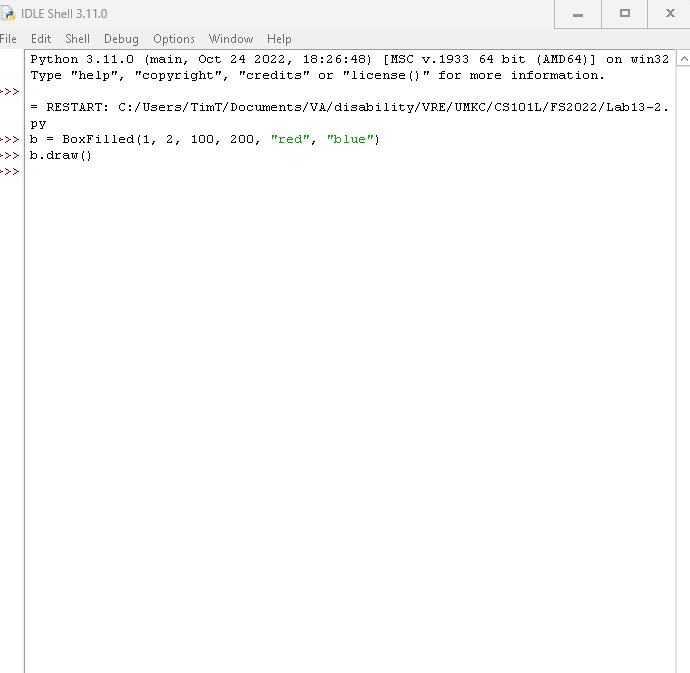 IDLE Shell 3.11.0
File Edit Shell Debug Options Window Help
Python 3.11.0 (main, Oct 24 2022, 18:26:48) [MSC v.1933 64 bit (AMD64)] on win32
Type "help", "copyright", "credits" or "license()" for more information.
>>>
= RESTART: C:/Users/TimT/Documents/VA/disability/VRE/UMKC/CS101L/FS2022/Lab13-2.
py
>>> b = BoxFilled(1, 2, 100, 200, "red", "blue")
>>> b.draw()
>>>